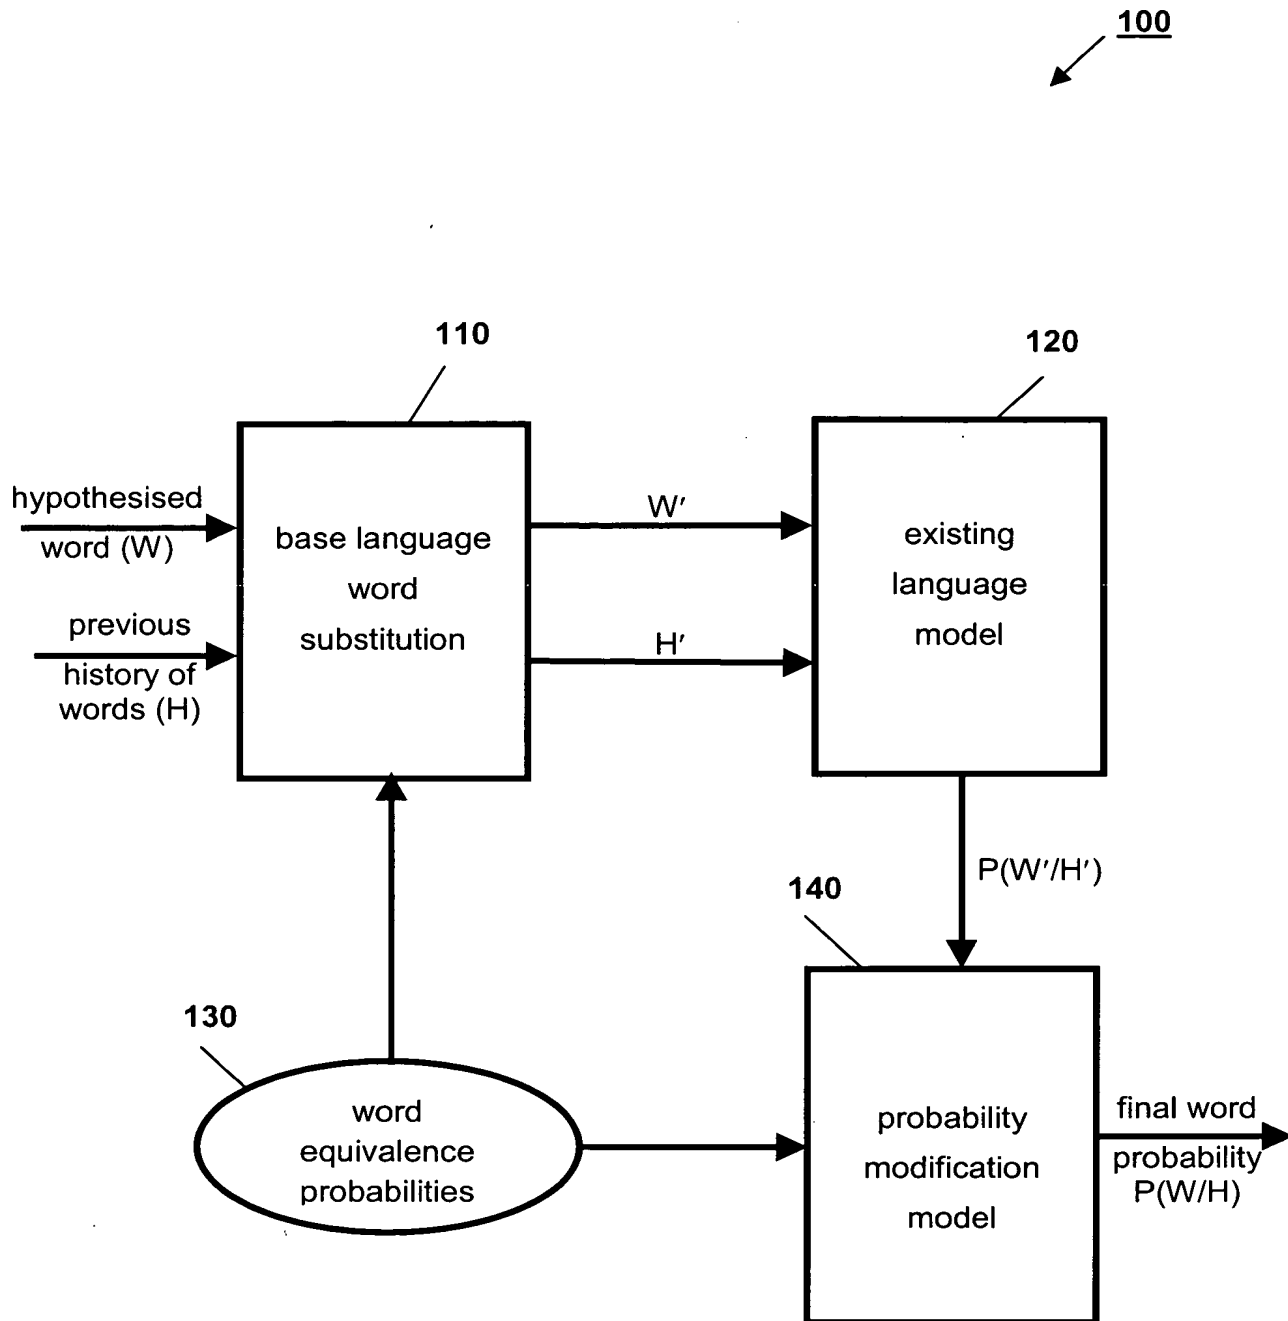 100
110
120
hypothesised
word (W)
previous
history of
words (H)
base language
word
substitution
W′
H′
existing
language
model
P(W′/H′)
140
130
word
equivalence
probabilities
probability
modification
model
final word
probability
P(W/H)